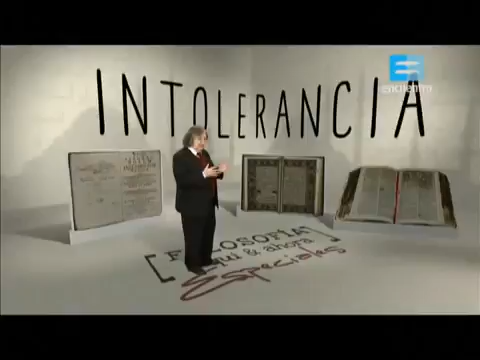 INTOLERANCIA
encuentro
[FILOSOFÍA
aquí & ahora]
Especiales